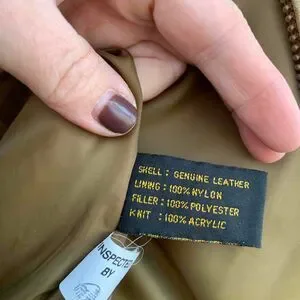 SHELL : GENUINE LEATHER
LINING : 100% NYLON
FILLER : 100% POLYESTER
KNIT : 100% ACRYLIC
INSPECTED
BY